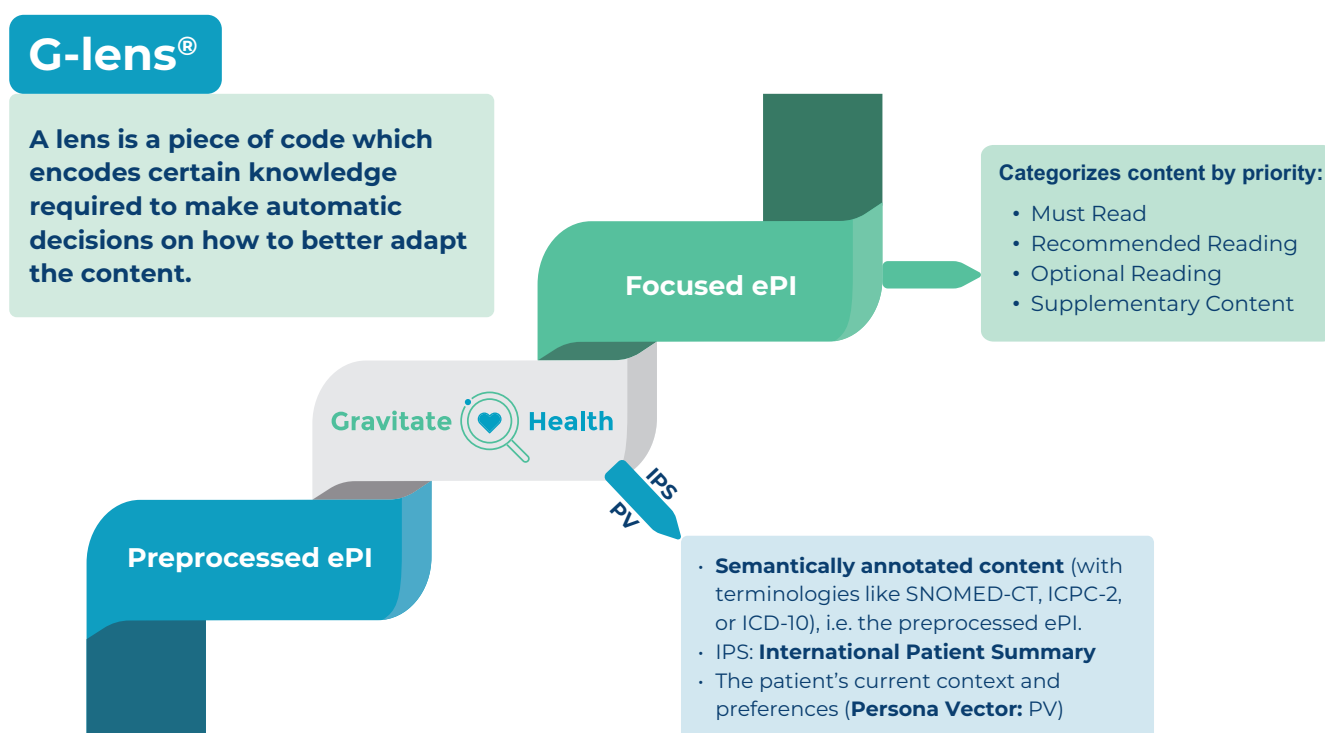 G-lens®
A lens is a piece of code which
encodes certain knowledge
required to make automatic
decisions on how to better adapt
the content.
Categorizes content by priority:
• Must Read
• Recommended Reading
• Optional Reading
• Supplementary Content
Focused ePI
Gravitate Health
IPS
PV
Preprocessed ePI
• Semantically annotated content (with
terminologies like SNOMED-CT, ICPC-2,
or ICD-10), i.e. the preprocessed ePI.
• IPS: International Patient Summary
• The patient’s current context and
preferences (Persona Vector: PV)